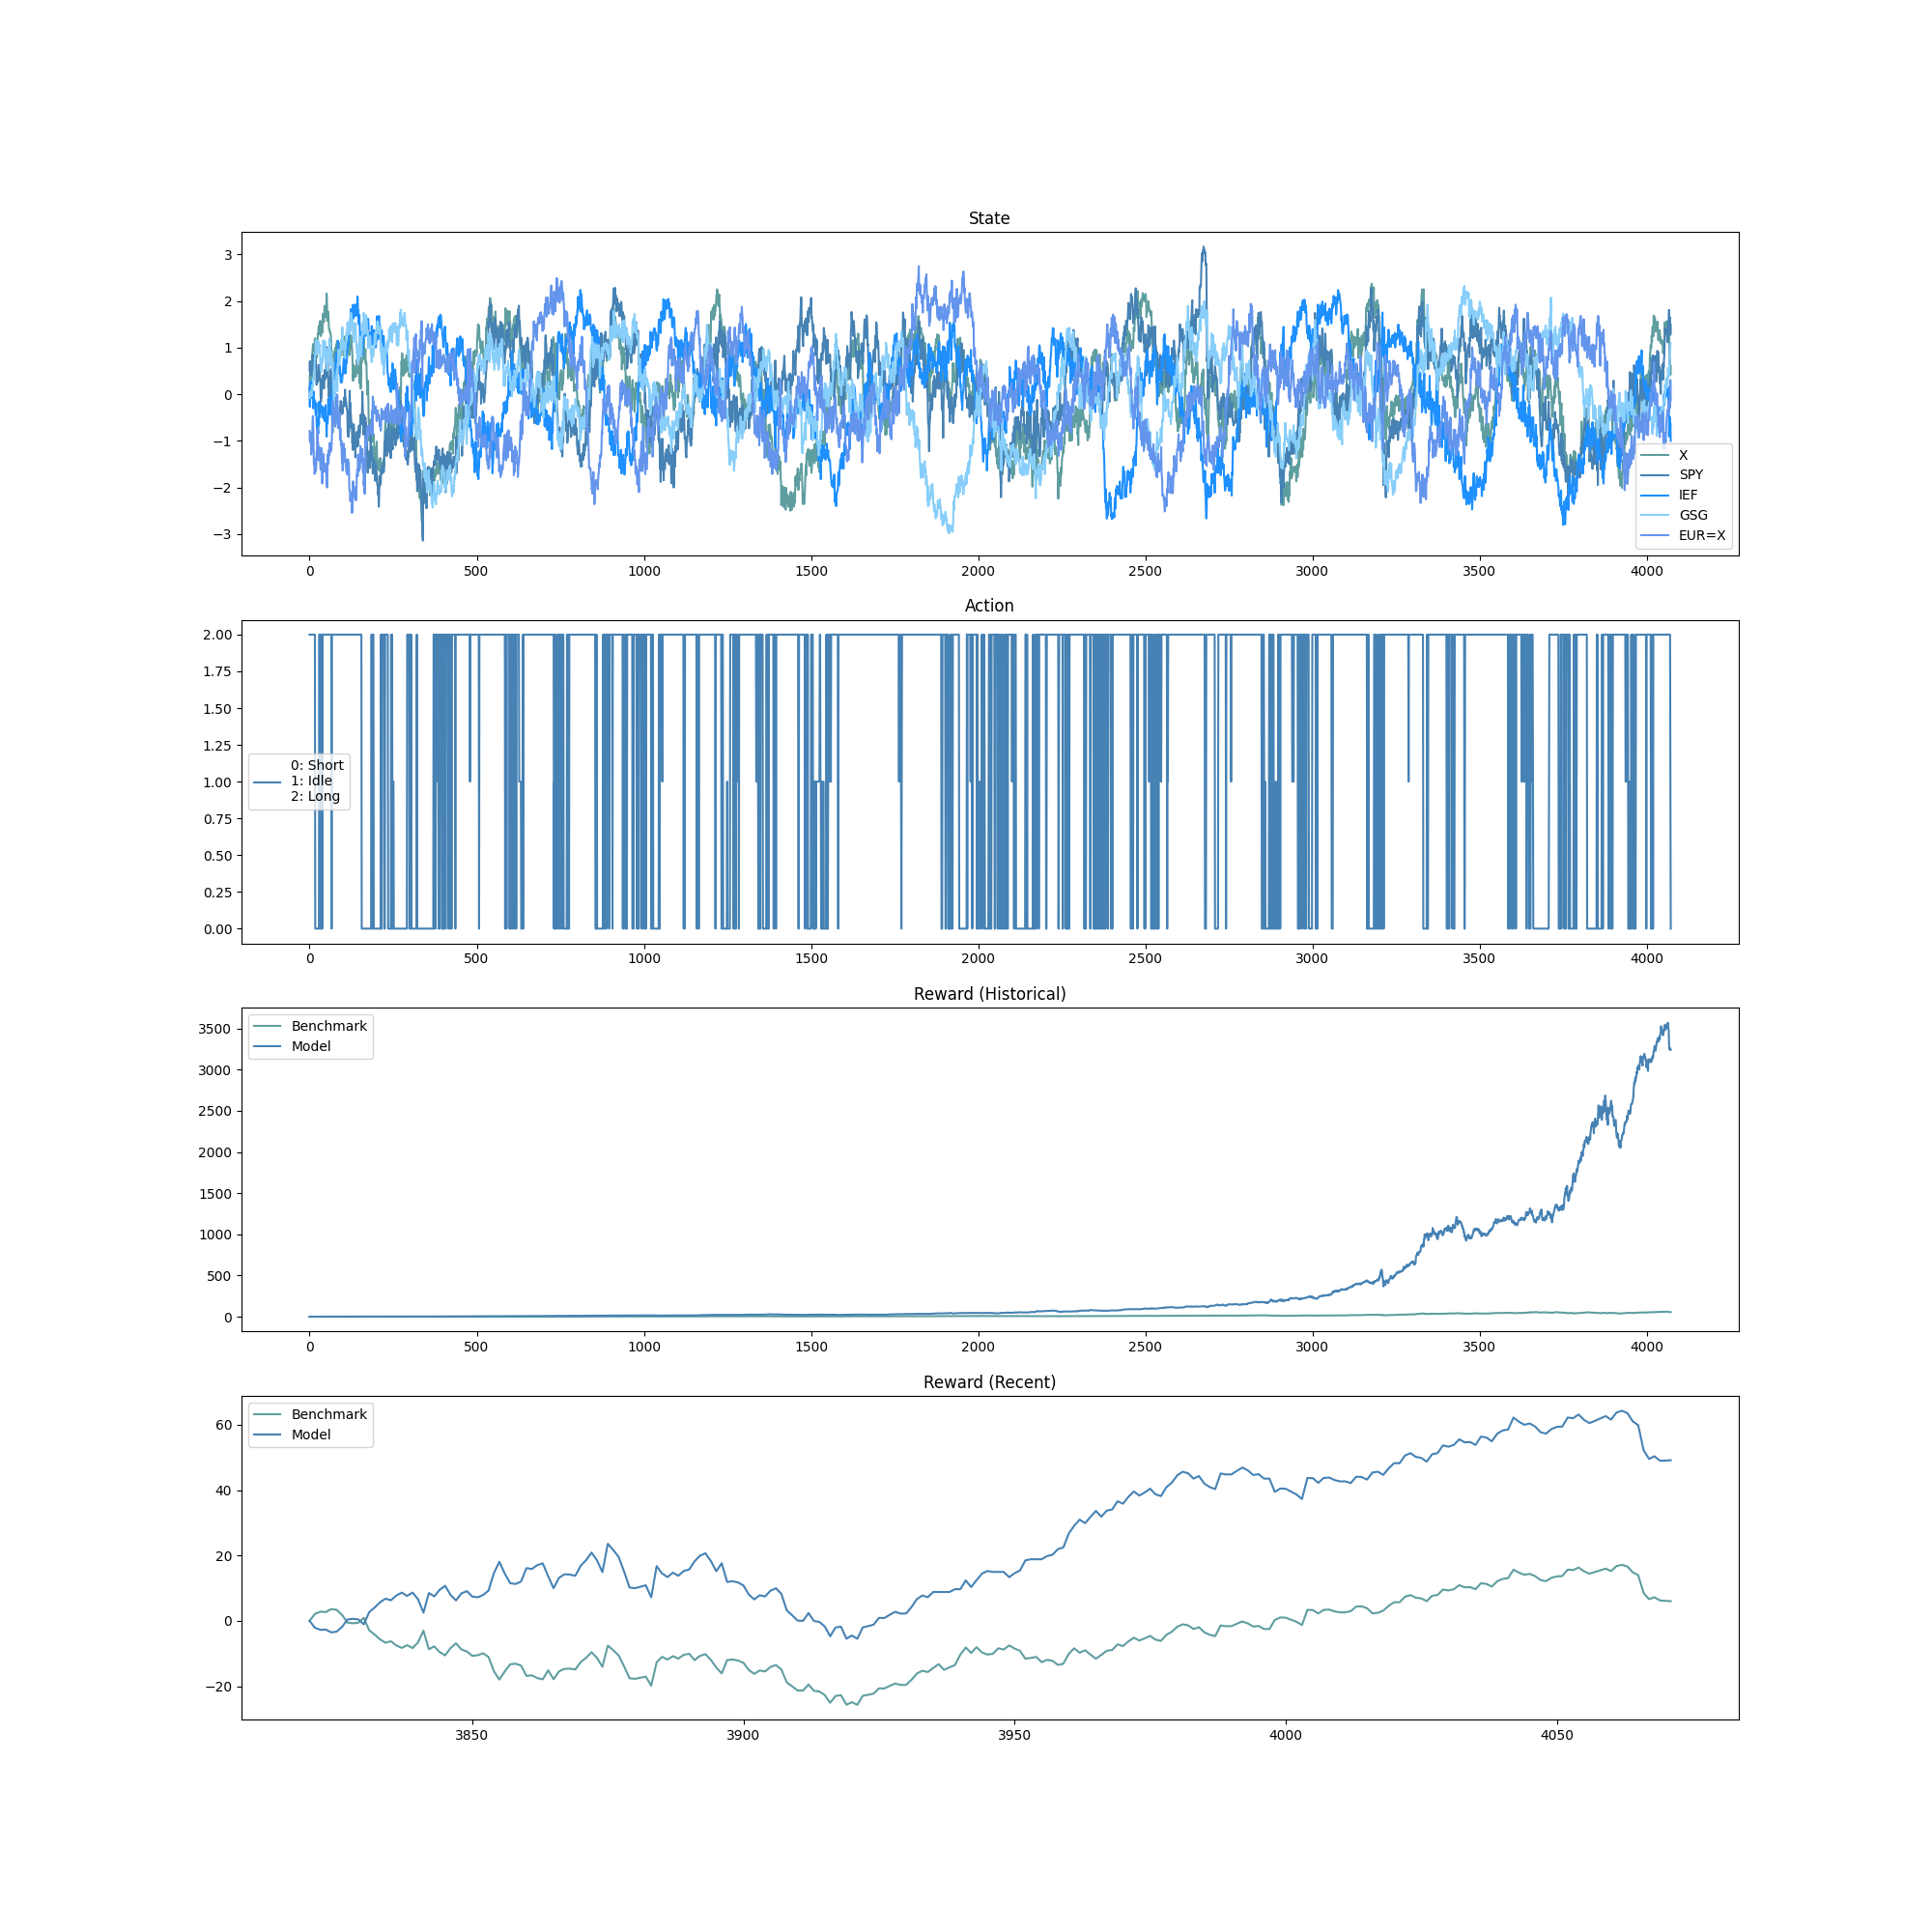 State
3
2
1
0
−1
−2
−3
X
SPY
IEF
GSG
EUR=X
0 500 1000 1500 2000 2500 3000 3500 4000
Action
2.00
1.75
1.50
1.25
1.00
0.75
0.50
0.25
0.00
0: Short
1: Idle
2: Long
0 500 1000 1500 2000 2500 3000 3500 4000
Reward (Historical)
Benchmark
Model
3500
3000
2500
2000
1500
1000
500
0
0 500 1000 1500 2000 2500 3000 3500 4000
Reward (Recent)
Benchmark
Model
60
40
20
0
−20
3850 3900 3950 4000 4050